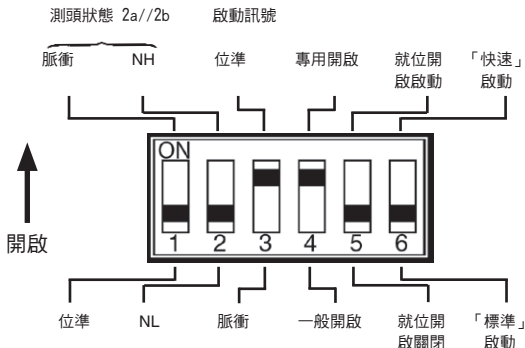 測頭狀態 2a//2b 啟動訊號
脈衝 NH 位準 專用開啟 就位開 「快速」
啟啟動 啟動
ON
開啟
1 2 3 4 5 6
位準 NL 脈衝 一般開啟 就位開 「標準」
啟關閉 啟動